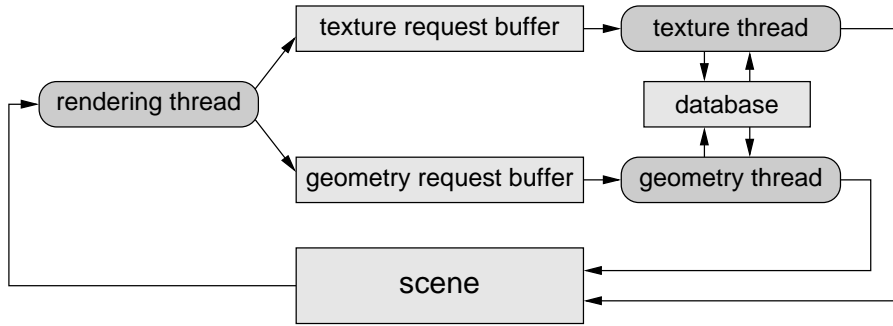 texture request buffer
texture thread
rendering thread
database
geometry request buffer
geometry thread
scene